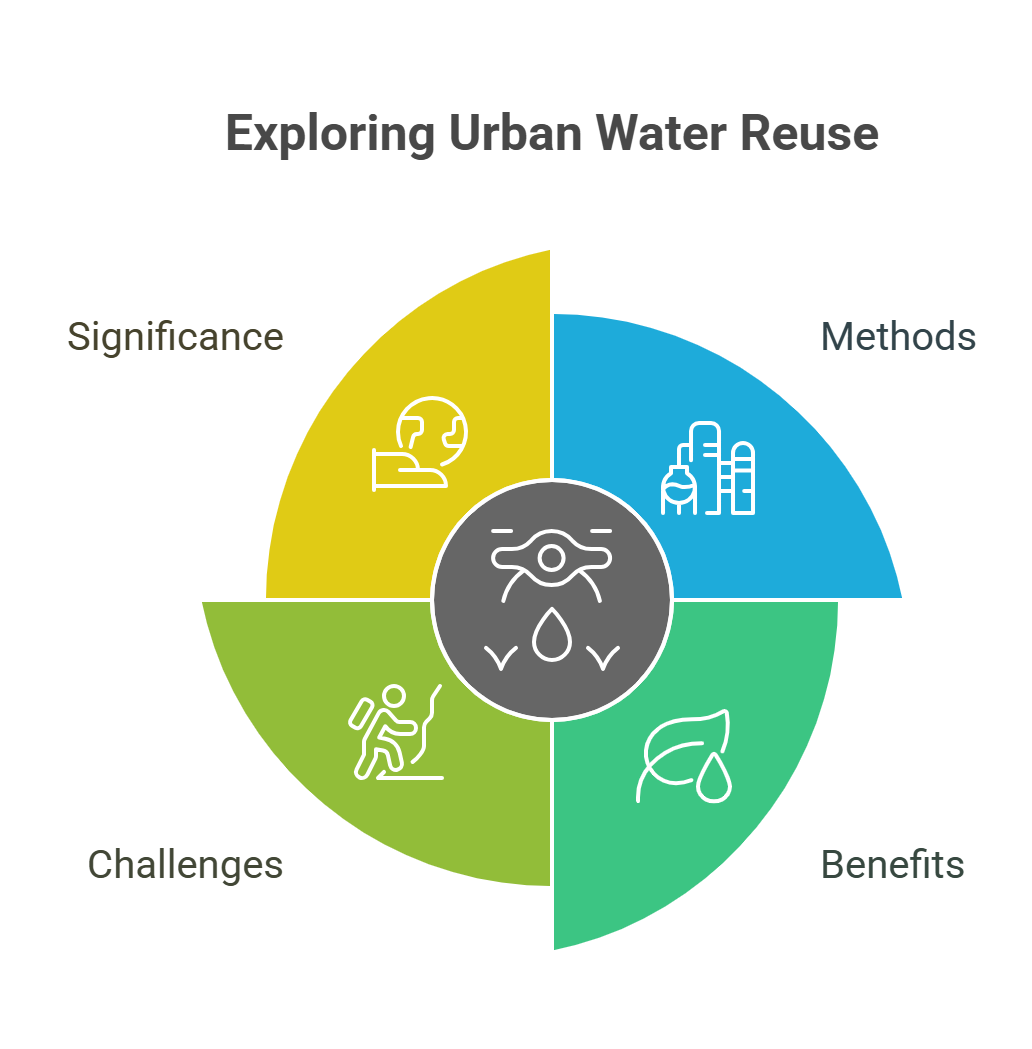 Exploring Urban Water Reuse
Significance
Methods
Challenges
Benefits